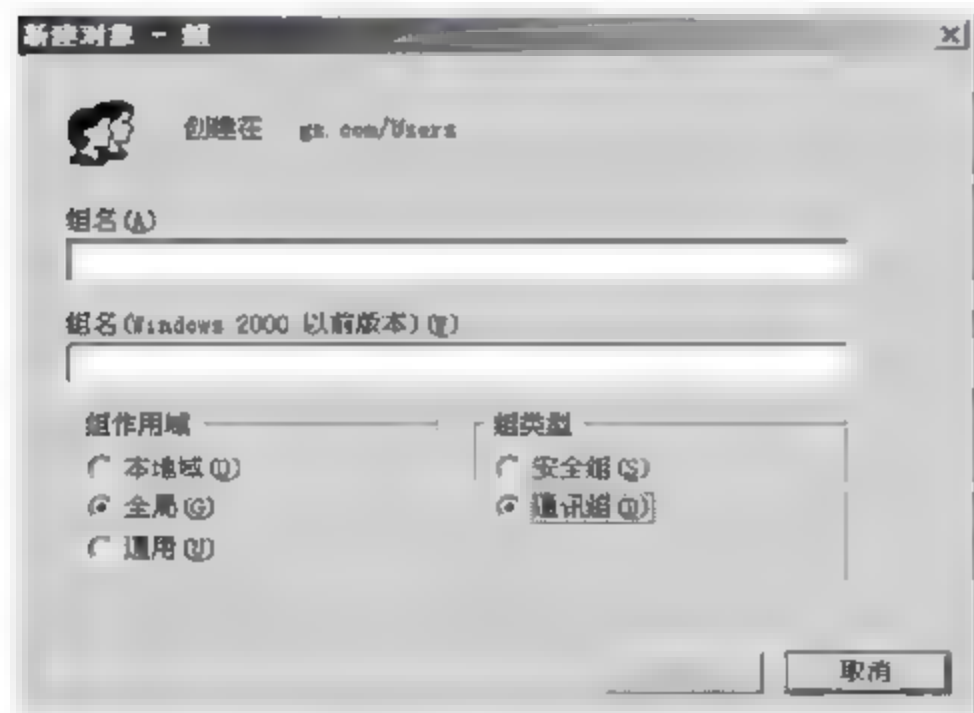 新建对象 - 组
创建在 gz.com/Users
组名(A)
组名(Windows 2000 以前版本)(W)
组作用域
本地域(O)
全局(G)
通用(U)
组类型
安全组(S)
通讯组(D)
取消